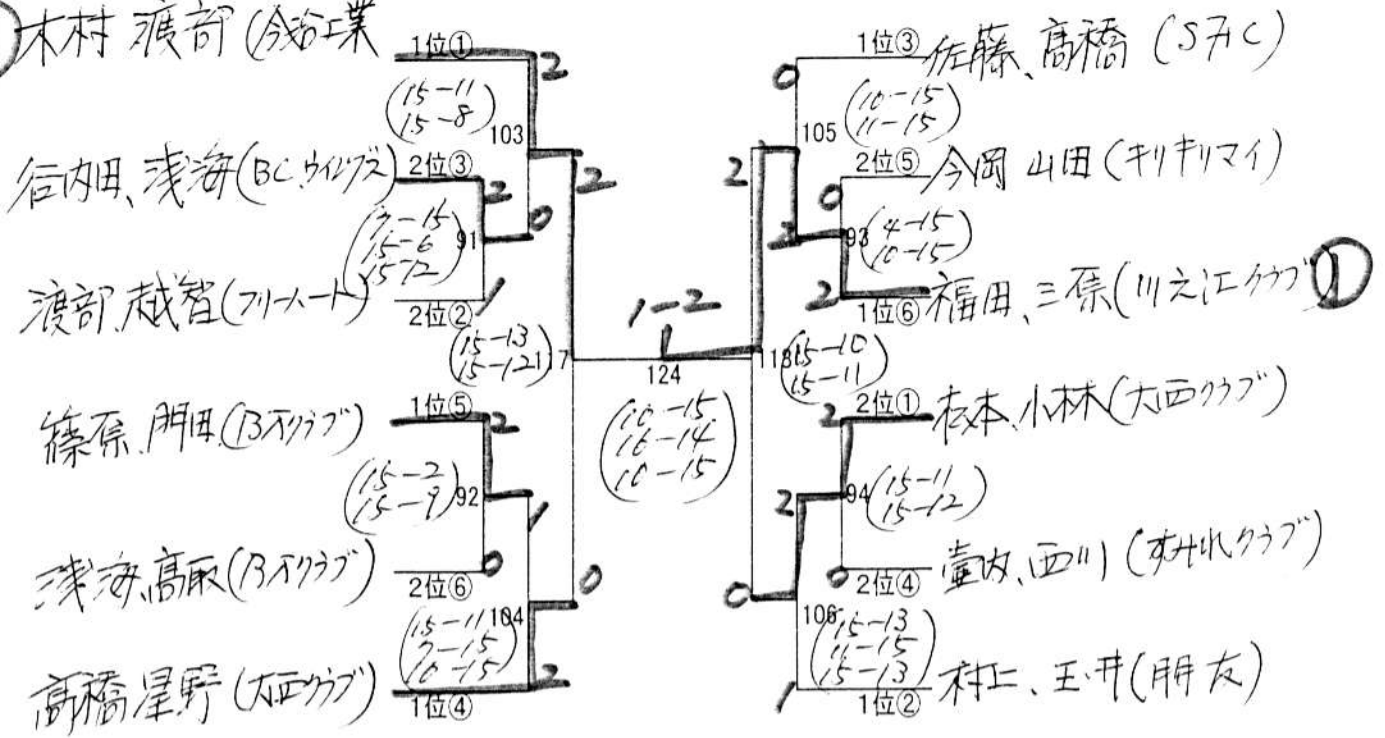 木村 渡部 (今治工業
1位①
2
(15-11
15-8)
103
谷内田、浅海(BC.ウイングス)
2位③
2
2
0
(7-15
15-6
15-12)
91
渡部、越智(フリーハート)
2位②
1
(15-13
15-12)
117
篠原、門田(B不クラブ)
1位⑤
2
(15-2
15-9)
92
1
浅海、高取(B不クラブ)
2位⑥
0
0
104
(15-11
7-15
10-15)
高橋 星野(大西クラブ)
1位④
2
1-2
124
(10-15
16-14
10-15)
1位③
佐藤、高橋 (SFC)
0
105
(10-15
11-15)
2
2位⑤
今岡 山田(キリキリマイ)
0
2
93
(4-15
10-15)
2
1位⑥
福田、三原(川之江クラブ)
①
118
(15-10
15-11)
2
2位①
杉本、小林(大西クラブ)
2
94
(15-11
15-12)
0
0
2位④
壷内、西川 (すみれクラブ)
106
(15-13
11-15
15-13)
1
1位②
村上、玉井(朋友)